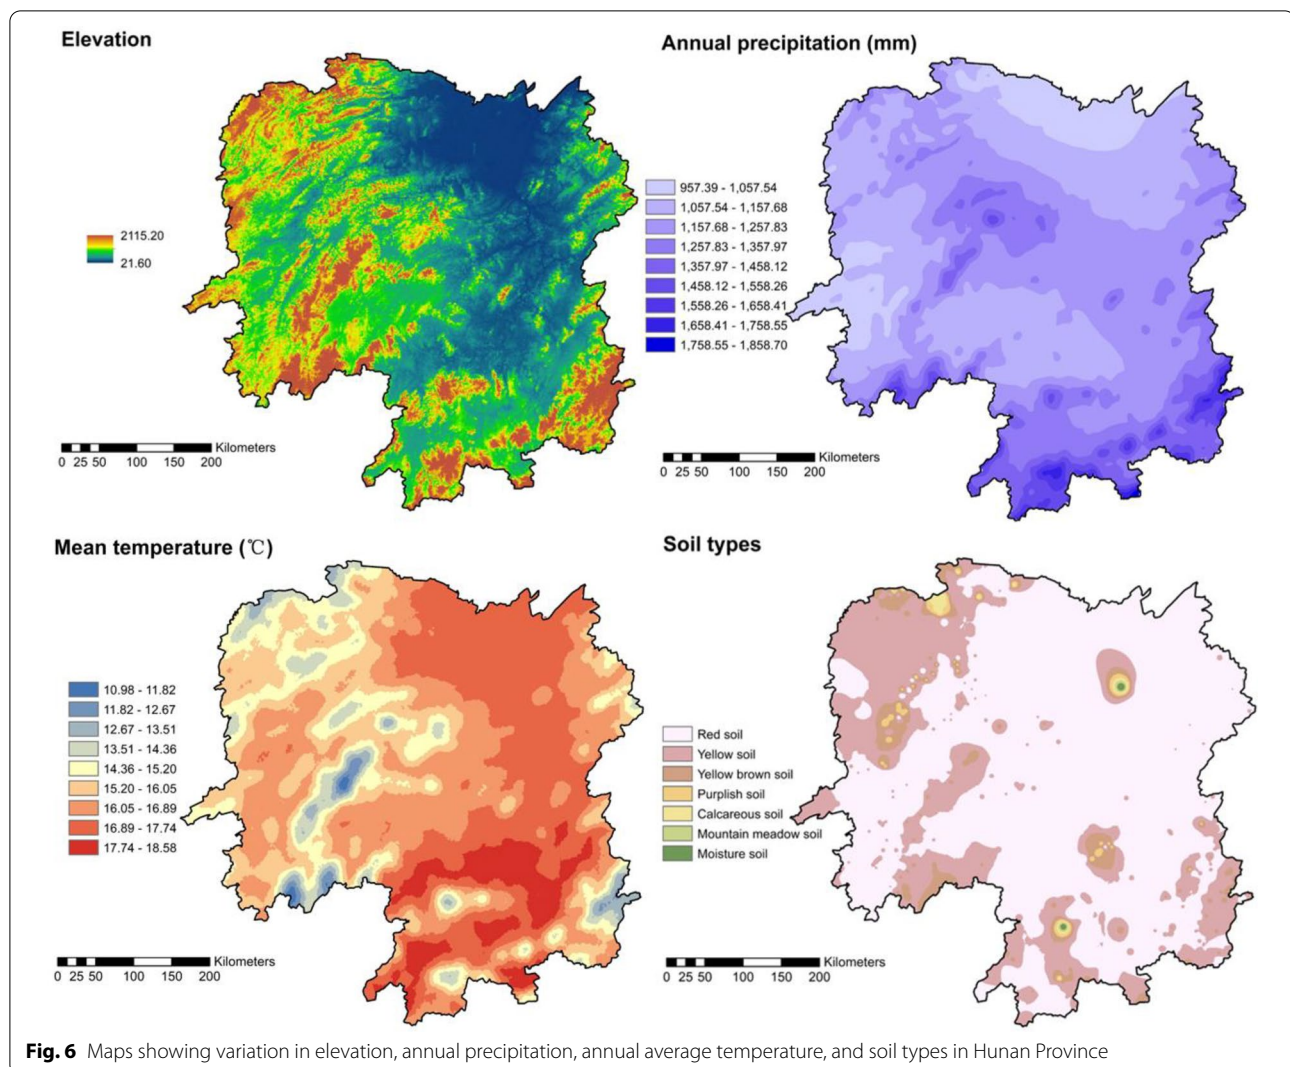 Elevation
2115.20
21.60
Kilometers
0 25 50 100 150 200
Annual precipitation (mm)
957.39 - 1,057.54
1,057.54 - 1,157.68
1,157.68 - 1,257.83
1,257.83 - 1,357.97
1,357.97 - 1,458.12
1,458.12 - 1,558.26
1,558.26 - 1,658.41
1,658.41 - 1,758.55
1,758.55 - 1,858.70
Kilometers
0 25 50 100 150 200
Mean temperature (℃)
10.98 - 11.82
11.82 - 12.67
12.67 - 13.51
13.51 - 14.36
14.36 - 15.20
15.20 - 16.05
16.05 - 16.89
16.89 - 17.74
17.74 - 18.58
Kilometers
0 25 50 100 150 200
Soil types
Red soil
Yellow soil
Yellow brown soil
Purplish soil
Calcareous soil
Mountain meadow soil
Moisture soil
Kilometers
0 25 50 100 150 200
Fig. 6 Maps showing variation in elevation, annual precipitation, annual average temperature, and soil types in Hunan Province